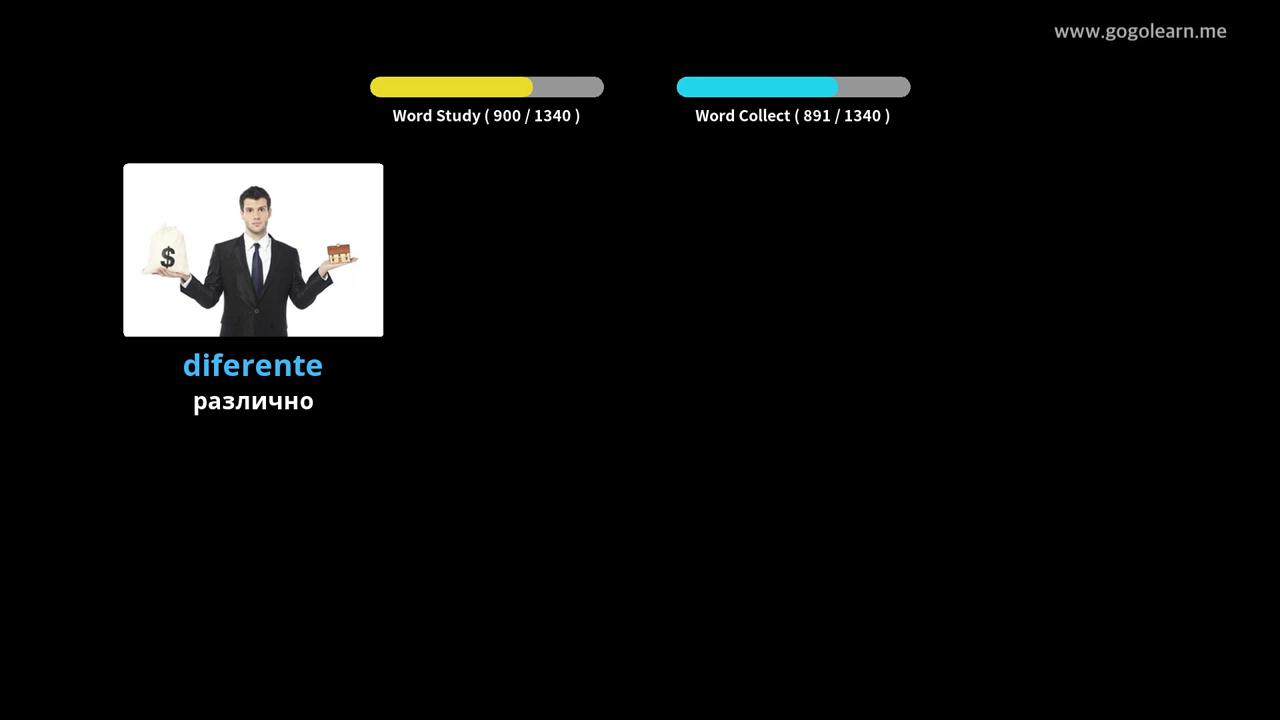 www.gogolearn.me
Word Study ( 900 / 1340 )
Word Collect ( 891 / 1340 )
$
diferente
различно